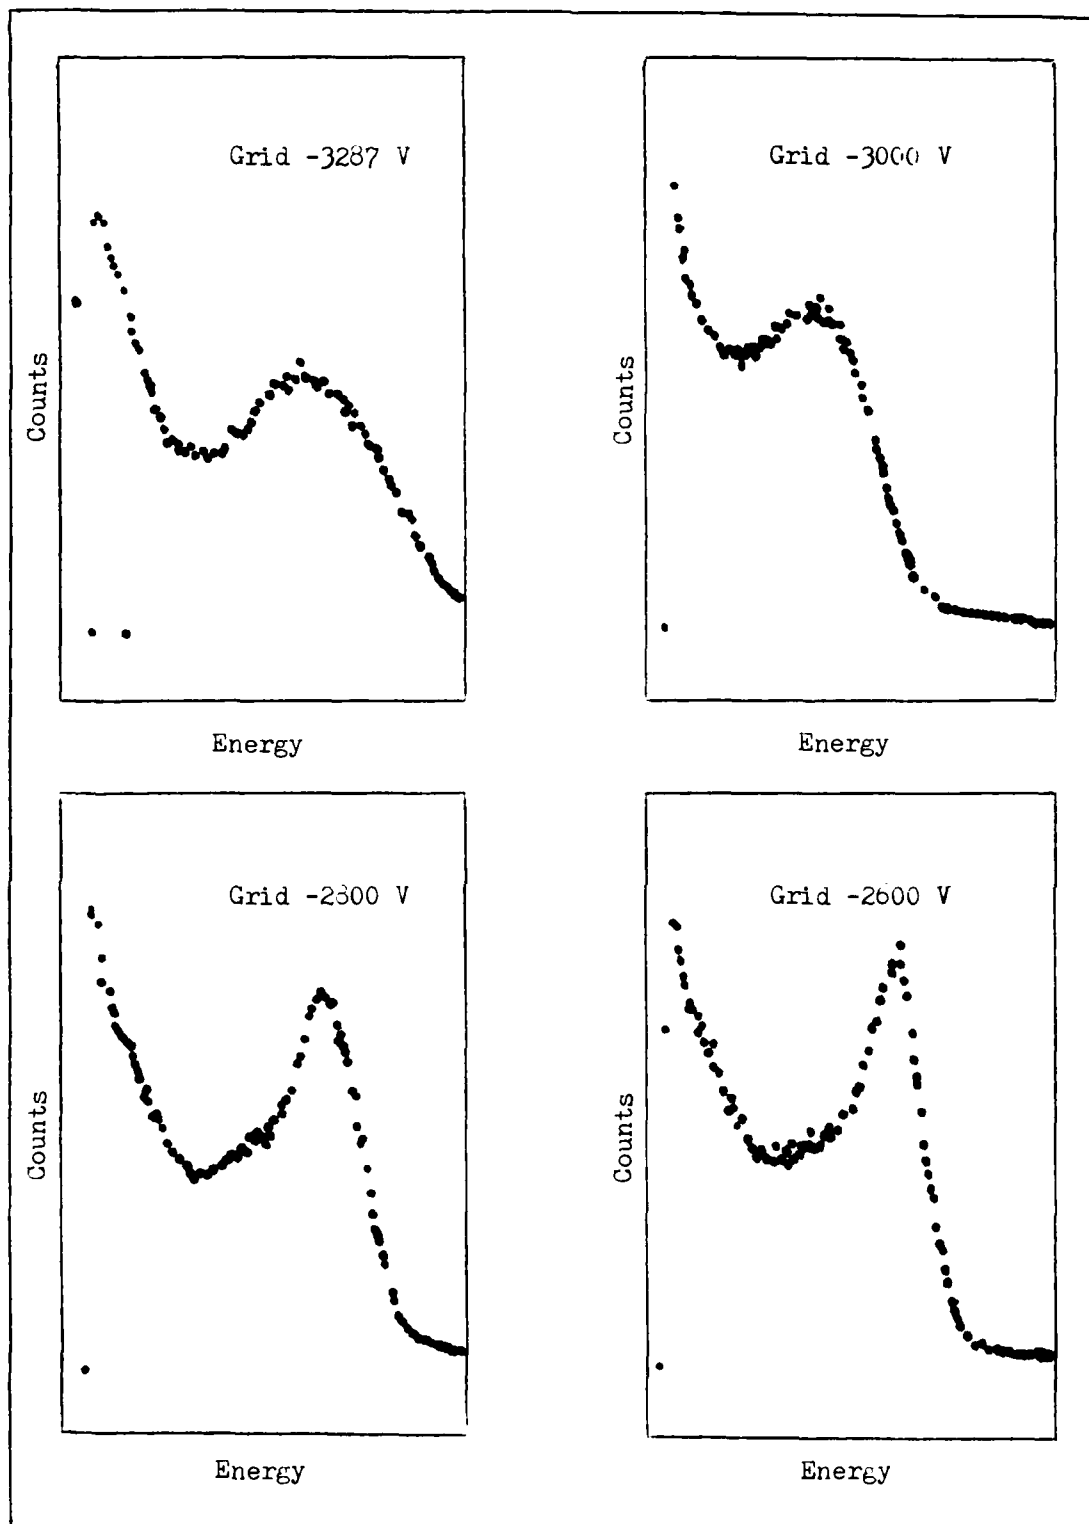 Grid -3287 V
Counts
Energy
Grid -3000 V
Counts
Energy
Grid -2800 V
Counts
Energy
Grid -2600 V
Counts
Energy